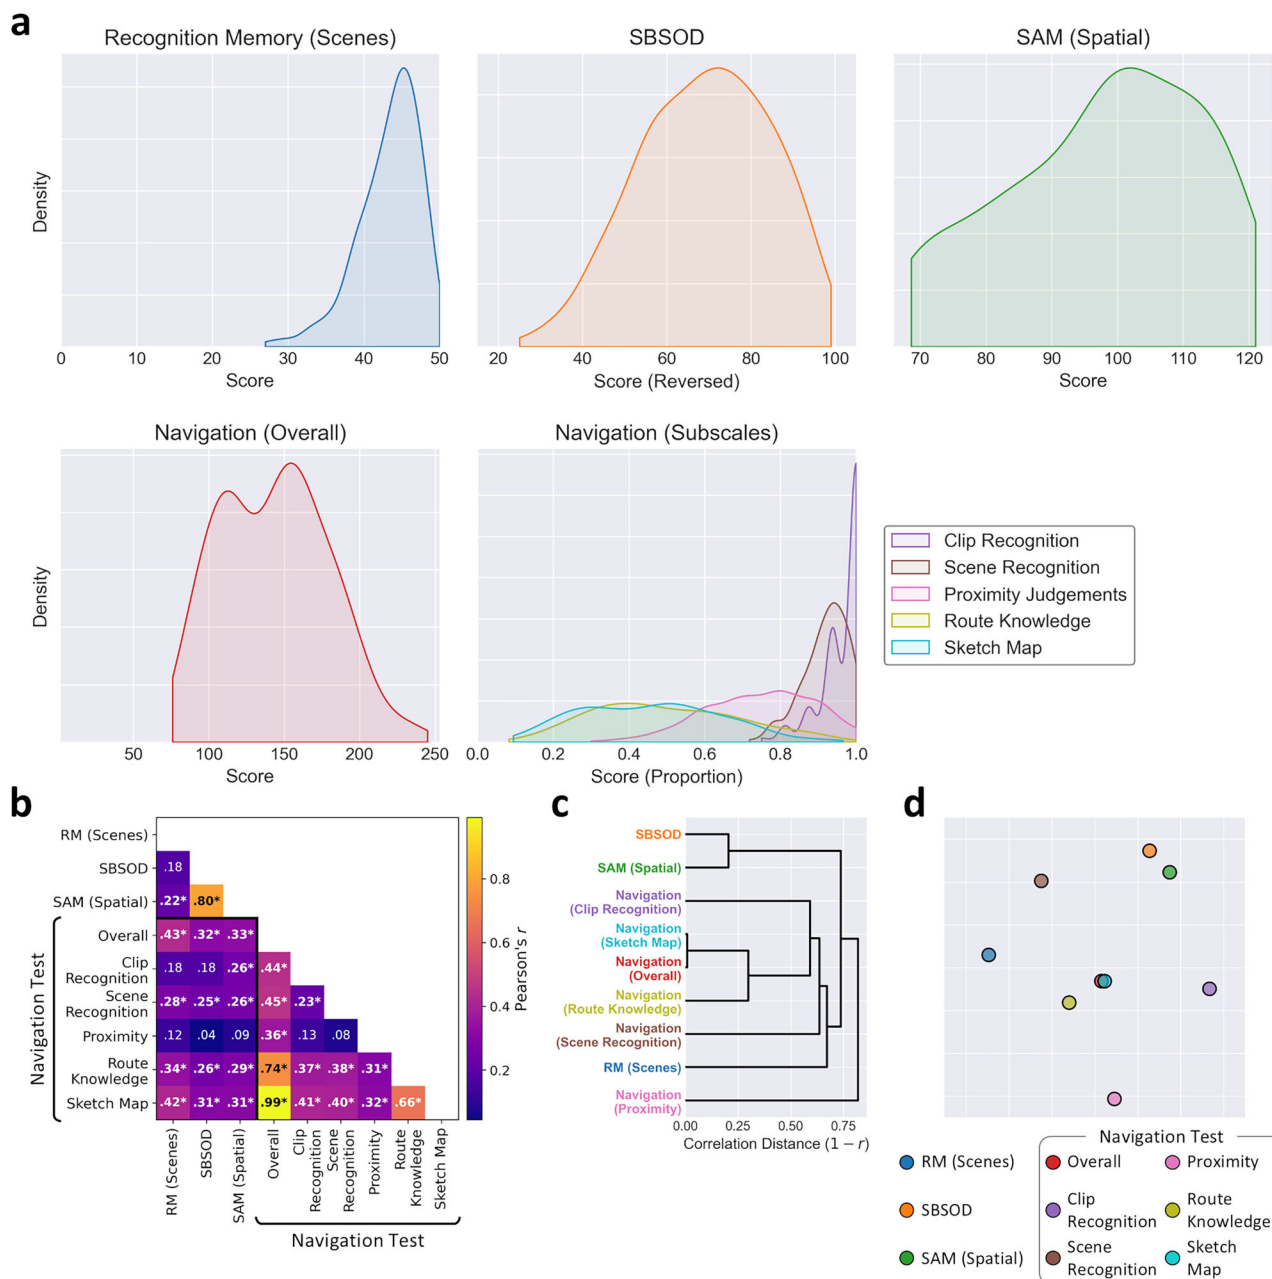 a
Recognition Memory (Scenes)
SBSOD
SAM (Spatial)
Density
0 10 20 30 40 50
Score
20 40 60 80 100
Score (Reversed)
70 80 90 100 110 120
Score
Navigation (Overall)
Navigation (Subscales)
Density
50 100 150 200 250
Score
0.0 0.2 0.4 0.6 0.8 1.0
Score (Proportion)
Clip Recognition
Scene Recognition
Proximity Judgements
Route Knowledge
Sketch Map
b
RM (Scenes)
SBSOD .18
SAM (Spatial) .22* .80*
Overall .43* .32* .33*
Clip
Recognition .18 .18 .26* .44*
Scene
Recognition .28* .25* .26* .45* .23*
Proximity .12 .04 .09 .36* .13 .08
Route
Knowledge .34* .26* .29* .74* .37* .38* .31*
Sketch Map .42* .31* .31* .99* .41* .40* .32* .66*
Navigation Test
RM (Scenes)
SBSOD
SAM (Spatial)
Overall
Clip
Recognition
Scene
Recognition
Proximity
Route
Knowledge
Sketch Map
Navigation Test
0.8
0.6
0.4
0.2
Pearson's r
c
SBSOD
SAM (Spatial)
Navigation
(Clip Recognition)
Navigation
(Sketch Map)
Navigation
(Overall)
Navigation
(Route Knowledge)
Navigation
(Scene Recognition)
RM (Scenes)
Navigation
(Proximity)
0.00 0.25 0.50 0.75
Correlation Distance (1 − r)
d
RM (Scenes)
SBSOD
SAM (Spatial)
Navigation Test
Overall
Clip
Recognition
Scene
Recognition
Proximity
Route
Knowledge
Sketch
Map